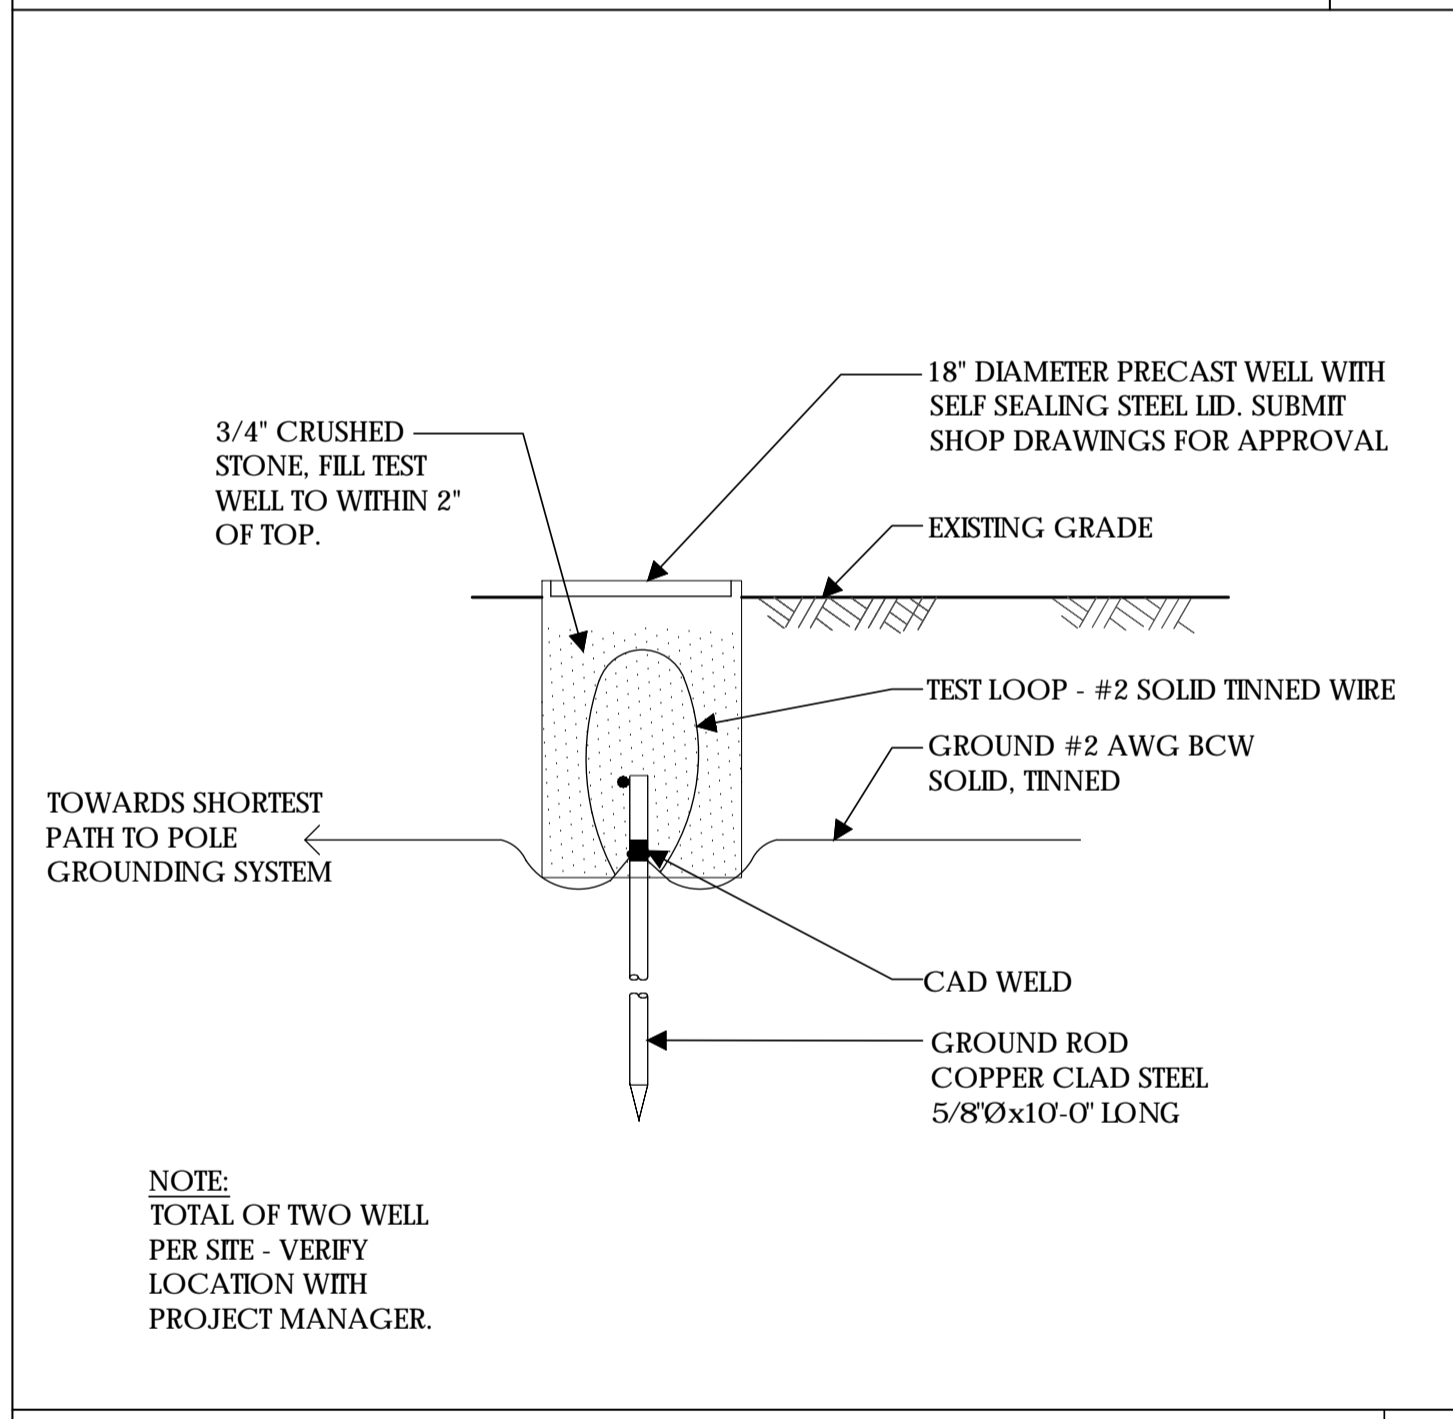 18" DIAMETER PRECAST WELL WITH
SELF SEALING STEEL LID. SUBMIT
SHOP DRAWINGS FOR APPROVAL
3/4" CRUSHED
STONE, FILL TEST
WELL TO WITHIN 2"
OF TOP.
EXISTING GRADE
TEST LOOP - #2 SOLID TINNED WIRE
GROUND #2 AWG BCW
SOLID, TINNED
TOWARDS SHORTEST
PATH TO POLE
GROUNDING SYSTEM
CAD WELD
GROUND ROD
COPPER CLAD STEEL
5/8"Øx10'-0" LONG
NOTE:
TOTAL OF TWO WELL
PER SITE - VERIFY
LOCATION WITH
PROJECT MANAGER.